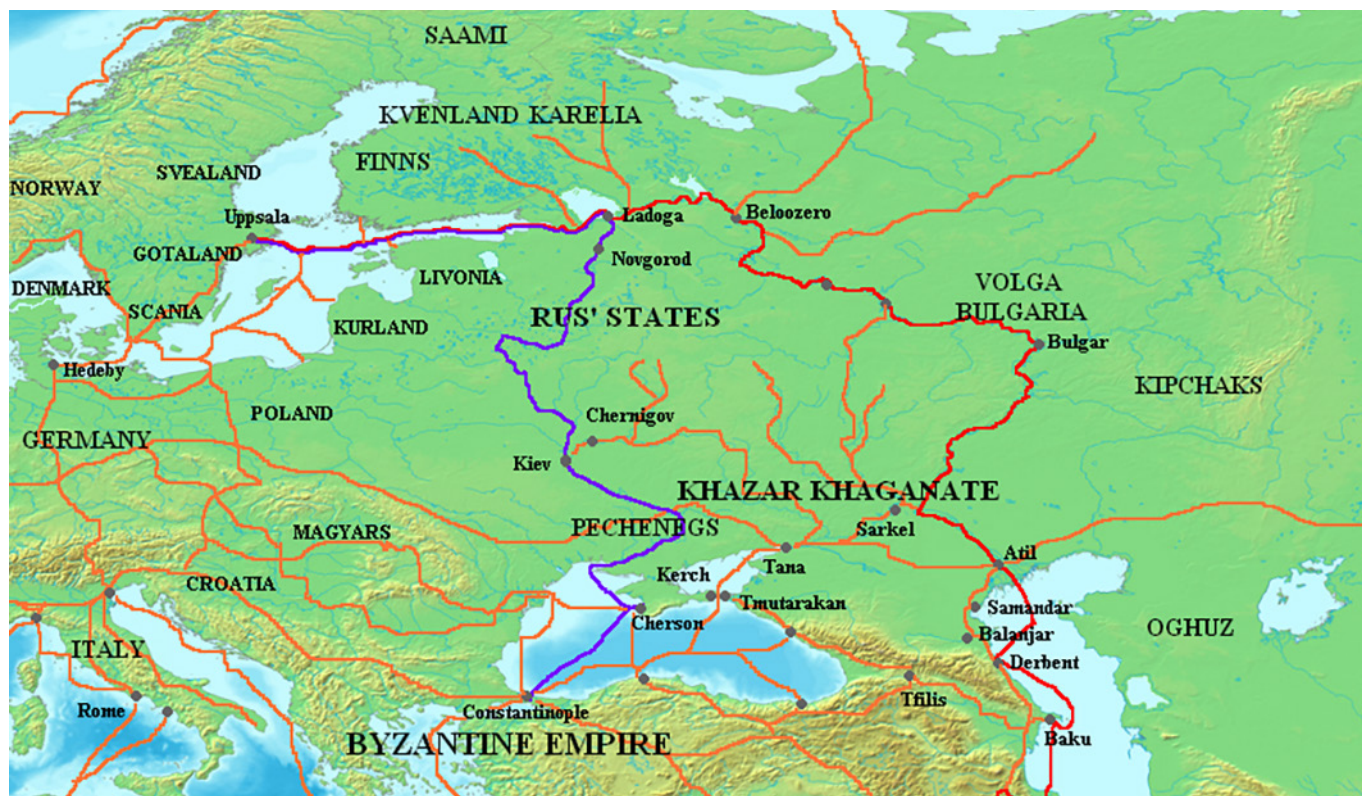 SAAMI
KVENLAND KARELIA
FINNS
SVEALAND
NORWAY
Uppsala
Ladoga
Beloozero
GOTALAND
Novgorod
LIVONIA
VOLGA
BULGARIA
DENMARK
SCANIA
KURLAND
RUS' STATES
Bulgar
Hedeby
KIPCHAKS
POLAND
Chernigov
GERMANY
Kiev
KHAZAR KHAGANATE
MAGYARS
PECHENEGS
Sarkel
Atil
Tana
CROATIA
Kerch
Tmutarakan
Samandar
Cherson
OGHUZ
Balanjar
ITALY
Derbent
Tfilis
Rome
Constantinople
Baku
BYZANTINE EMPIRE